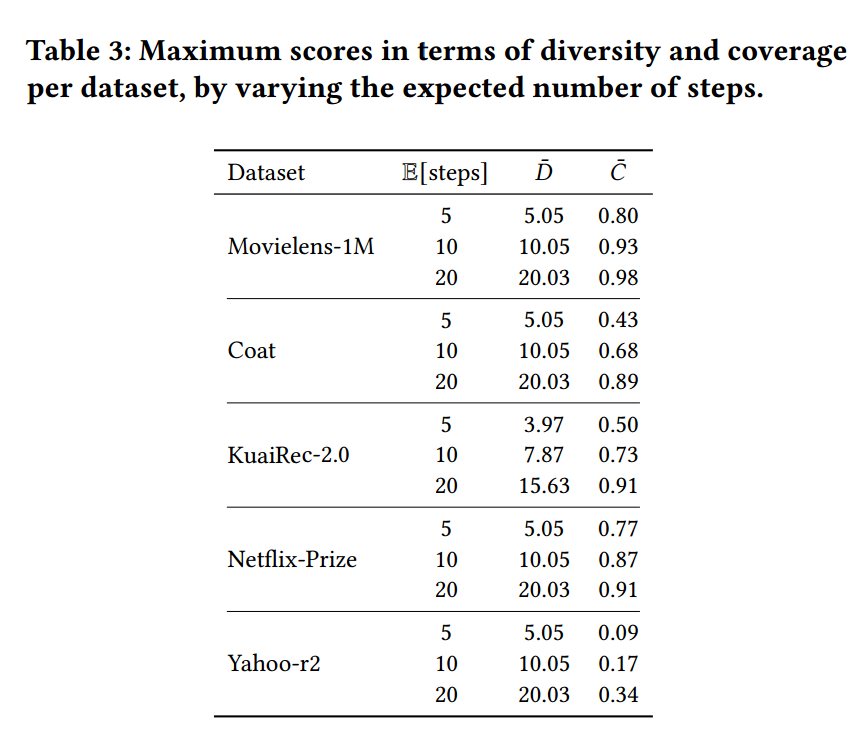 Table 3: Maximum scores in terms of diversity and coverage
per dataset, by varying the expected number of steps.
Dataset 𝔼[steps] D̄ C̄
5 5.05 0.80
Movielens-1M 10 10.05 0.93
20 20.03 0.98
5 5.05 0.43
Coat 10 10.05 0.68
20 20.03 0.89
5 3.97 0.50
KuaiRec-2.0 10 7.87 0.73
20 15.63 0.91
5 5.05 0.77
Netflix-Prize 10 10.05 0.87
20 20.03 0.91
5 5.05 0.09
Yahoo-r2 10 10.05 0.17
20 20.03 0.34